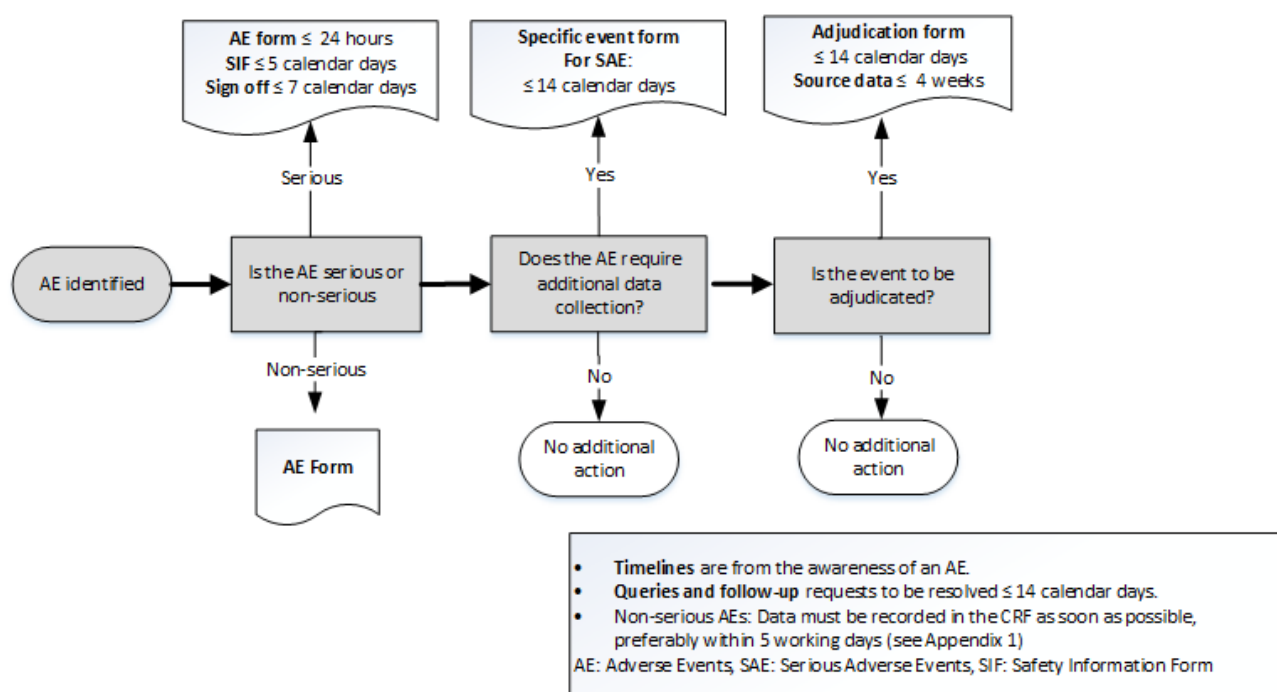 AE form ≤ 24 hours
SIF ≤ 5 calendar days
Sign off ≤ 7 calendar days
Specific event form
For SAE:
≤ 14 calendar days
Adjudication form
≤ 14 calendar days
Source data ≤ 4 weeks
Serious
Yes
Yes
AE identified
Is the AE serious or
non-serious
Does the AE require
additional data
collection?
Is the event to be
adjudicated?
Non-serious
No
No
AE Form
No additional
action
No additional
action
• Timelines are from the awareness of an AE.
• Queries and follow-up requests to be resolved ≤ 14 calendar days.
• Non-serious AEs: Data must be recorded in the CRF as soon as possible,
preferably within 5 working days (see Appendix 1)
AE: Adverse Events, SAE: Serious Adverse Events, SIF: Safety Information Form